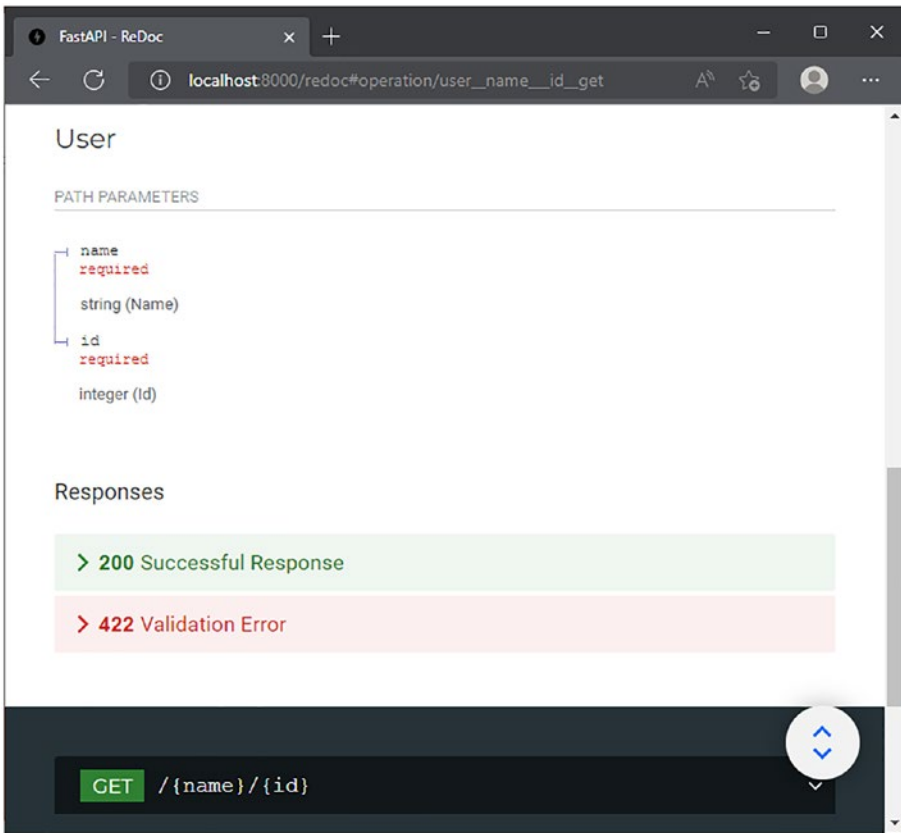 FastAPI - ReDoc
localhost:8000/redoc#operation/user__name___id__get
User
PATH PARAMETERS
name
required
string (Name)
id
required
integer (Id)
Responses
200 Successful Response
422 Validation Error
GET /{name}/{id}